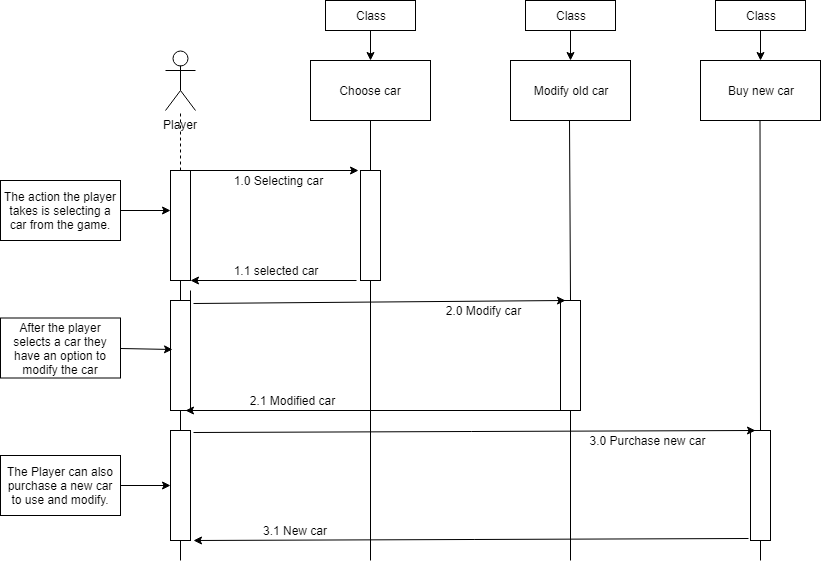 Class
Class
Class
Choose car
Modify old car
Buy new car
Player
1.0 Selecting car
The action the player
takes is selecting a
car from the game.
1.1 selected car
2.0 Modify car
After the player
selects a car they
have an option to
modify the car
2.1 Modified car
3.0 Purchase new car
The Player can also
purchase a new car
to use and modify.
3.1 New car